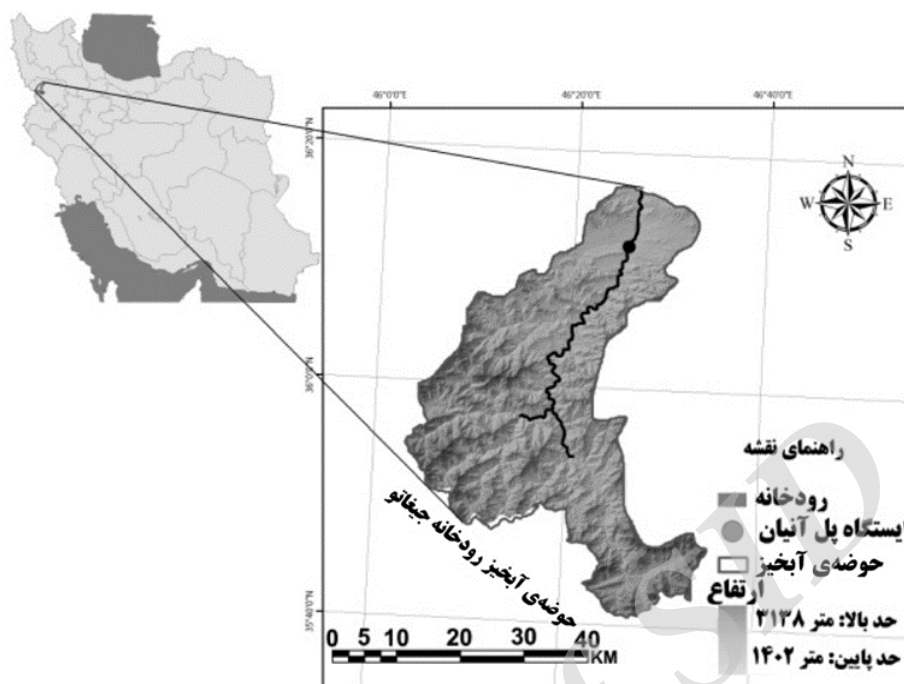 46°0'0"E 46°20'0"E 46°40'0"E
36°20'0"N
N
W E
S
36°0'0"N
35°40'0"N
راهنمای نقشه
رودخانه
ایستگاه پل آنیان
حوضه‌ی آبخیز
ارتفاع
حد بالا: متر ۳۱۳۸
حد پایین: متر ۱۴۰۲
حوضه‌ی آبخیز رودخانه جیغاتو
0 5 10 20 30 40
KM
SID